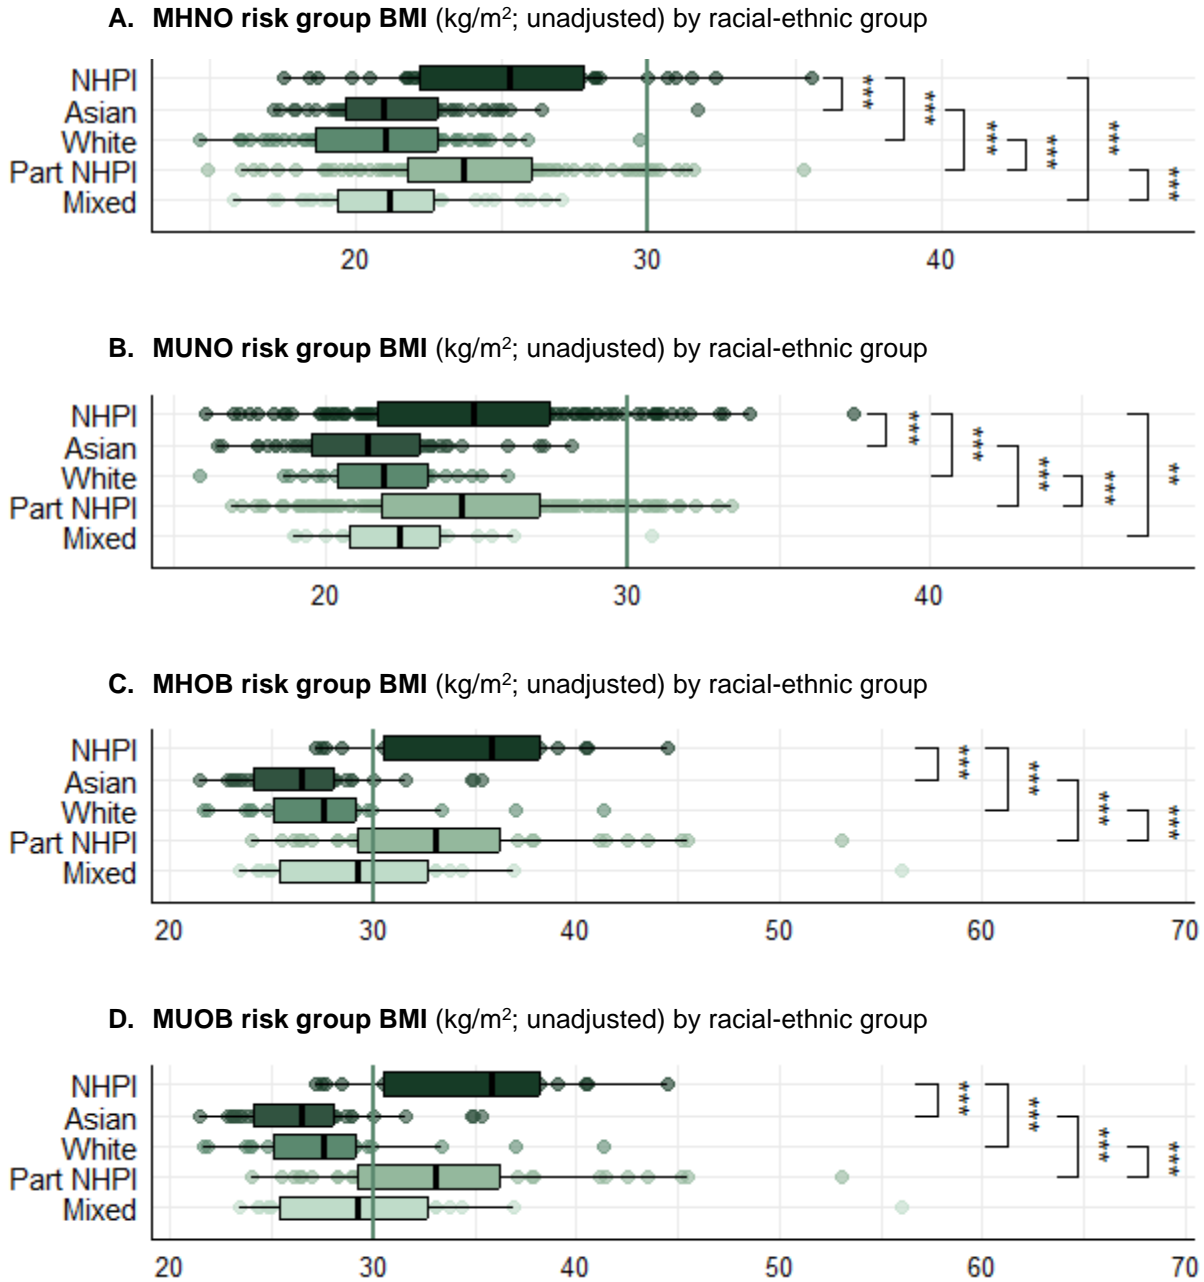 A. MHNO risk group BMI (kg/m²; unadjusted) by racial-ethnic group
NHPI
Asian
White
Part NHPI
Mixed
*** *** *** *** *** ***
20 30 40
B. MUNO risk group BMI (kg/m²; unadjusted) by racial-ethnic group
NHPI
Asian
White
Part NHPI
Mixed
*** *** *** *** **
20 30 40
C. MHOB risk group BMI (kg/m²; unadjusted) by racial-ethnic group
NHPI
Asian
White
Part NHPI
Mixed
*** *** *** ***
20 30 40 50 60 70
D. MUOB risk group BMI (kg/m²; unadjusted) by racial-ethnic group
NHPI
Asian
White
Part NHPI
Mixed
*** *** *** ***
20 30 40 50 60 70